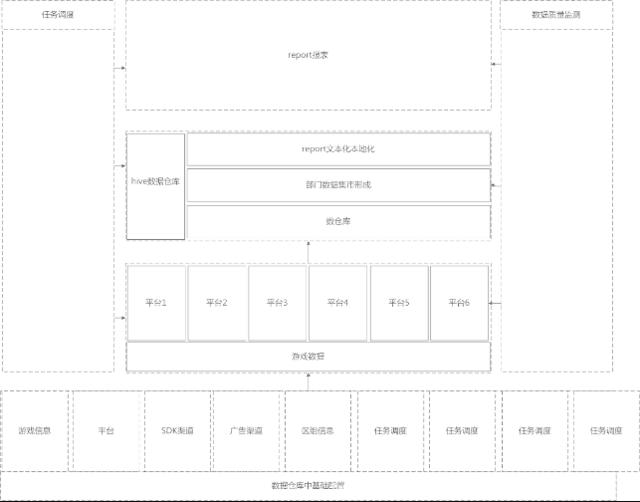 任务调度
数据质量监测
report搜索
report文本化本地化
hive数据仓库
部门数据集市形成
数仓库
平台1
平台2
平台3
平台4
平台5
平台6
游戏数据
游戏信息
平台
SDK渠道
广告渠道
区组信息
任务调度
任务调度
任务调度
任务调度
数据仓库中基础配置